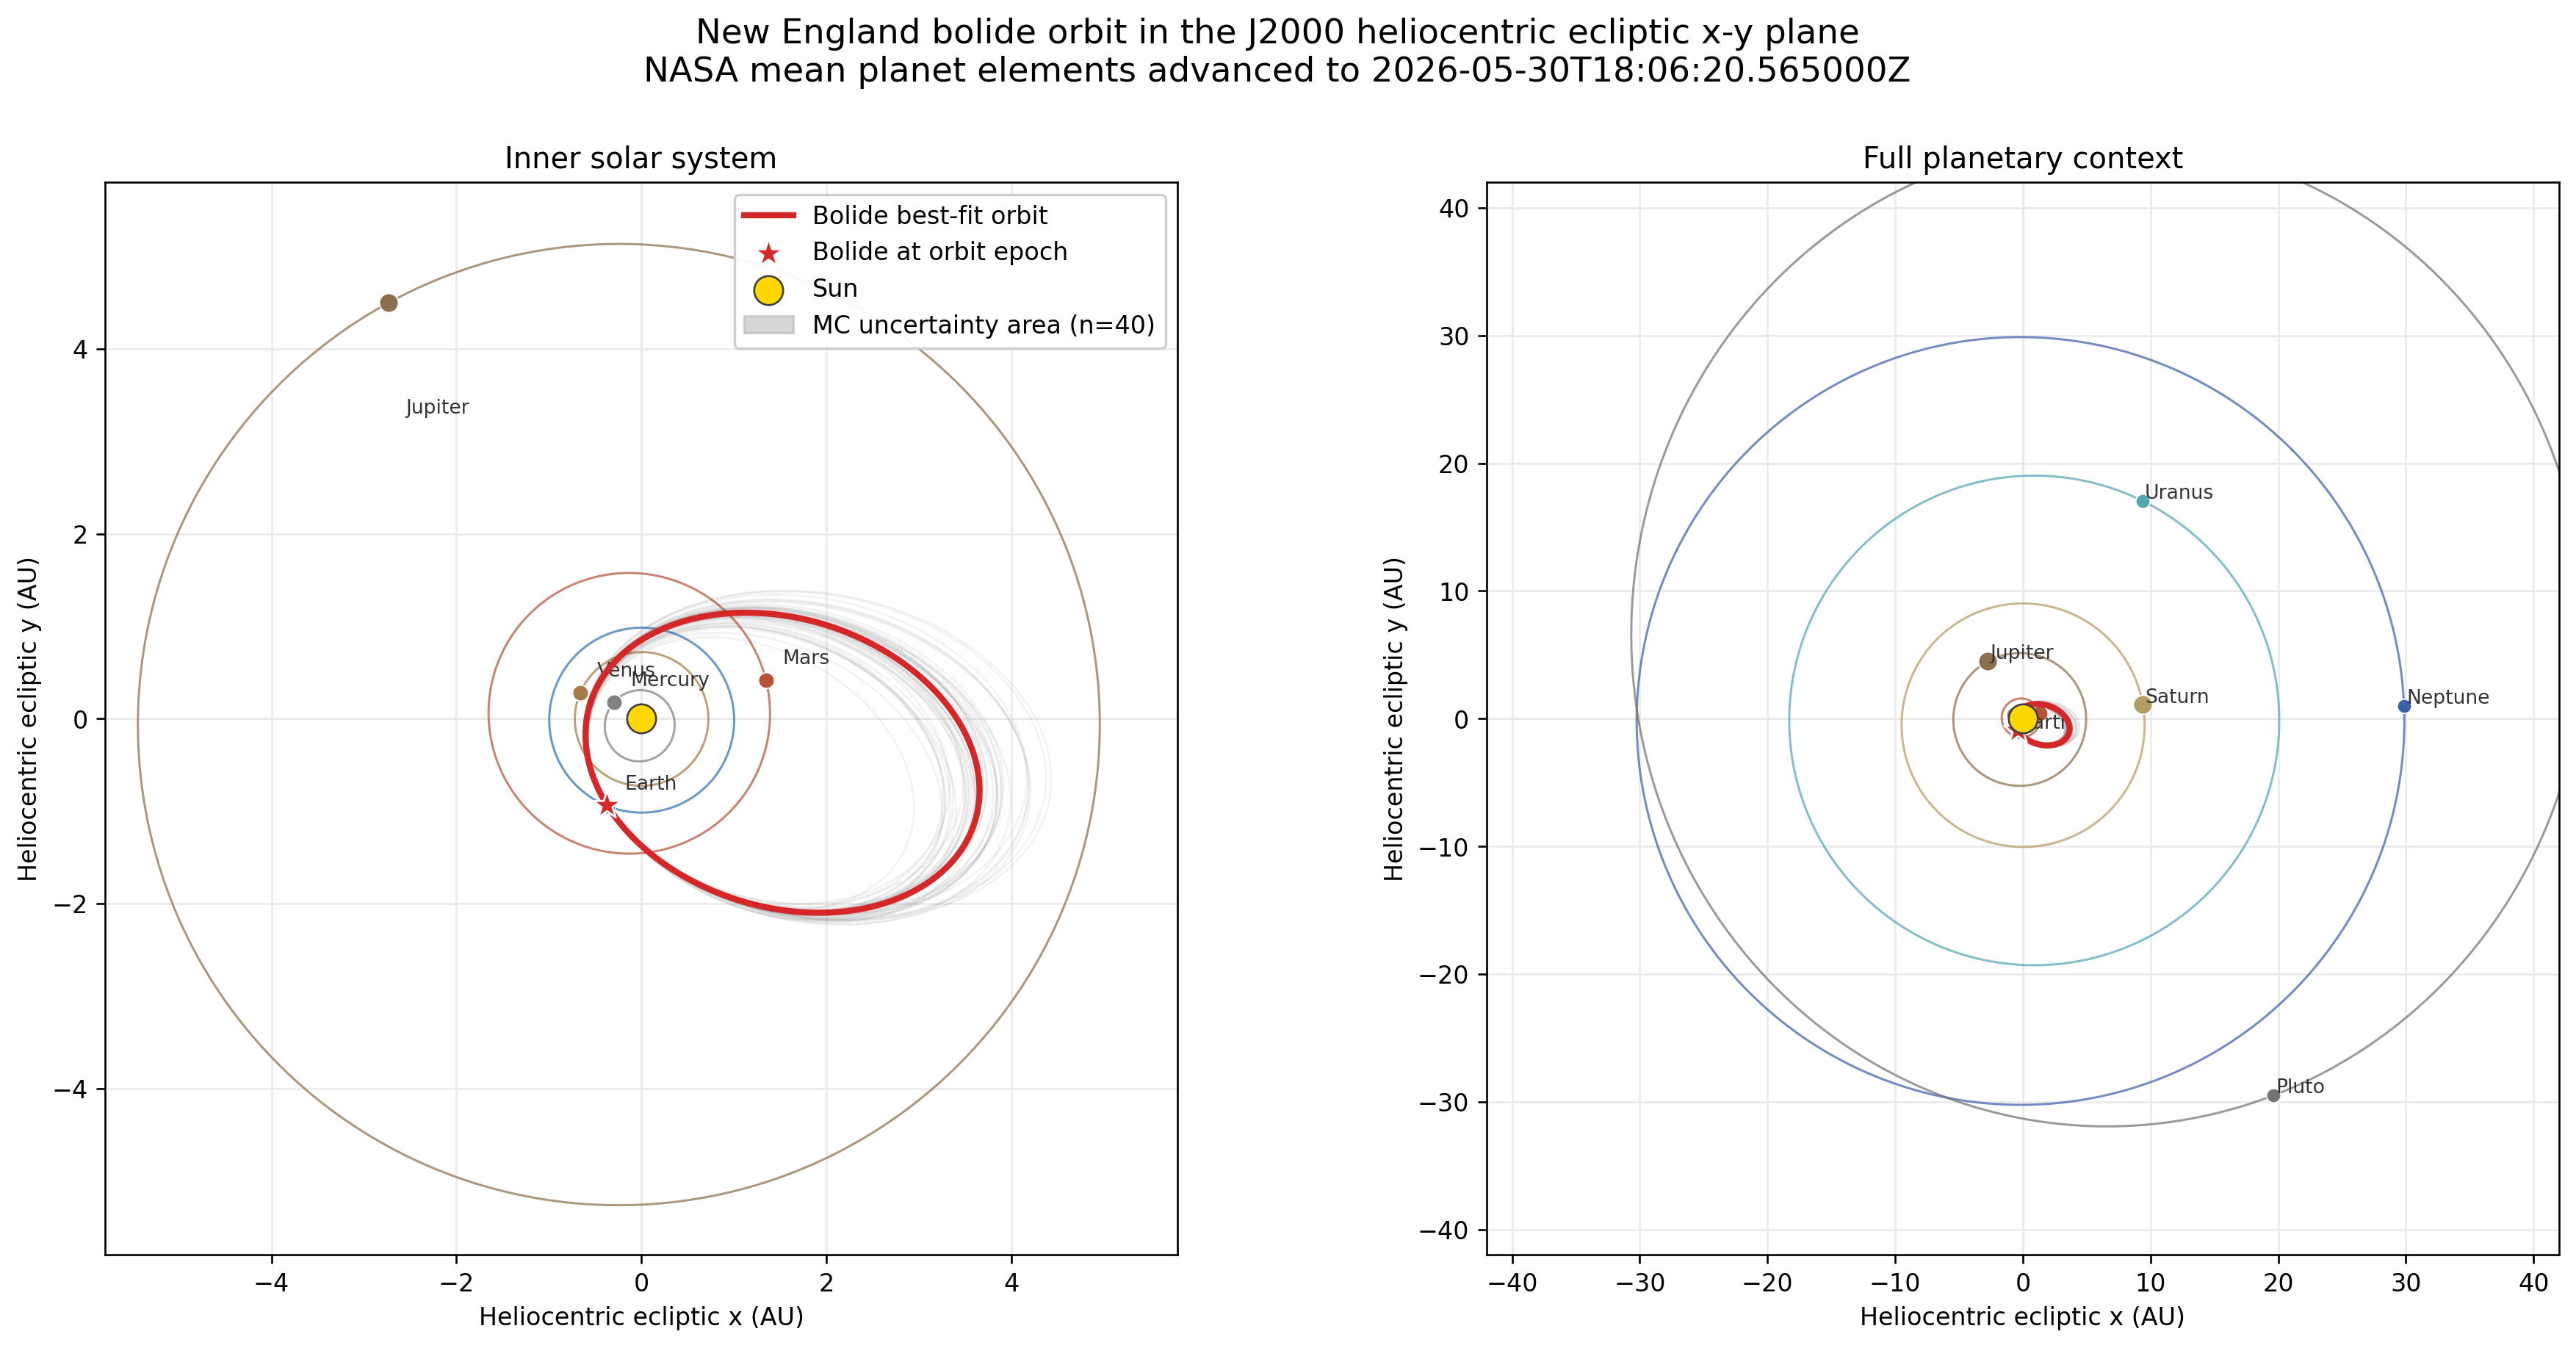 New England bolide orbit in the J2000 heliocentric ecliptic x-y plane
NASA mean planet elements advanced to 2026-05-30T18:06:20.565000Z
Inner solar system
Bolide best-fit orbit
Bolide at orbit epoch
Sun
MC uncertainty area (n=40)
Jupiter
Mars
Venus
Mercury
Earth
4
2
0
−2
−4
Heliocentric ecliptic y (AU)
−4
−2
0
2
4
Heliocentric ecliptic x (AU)
Full planetary context
Uranus
Jupiter
Saturn
Neptune
Earth
Pluto
40
30
20
10
0
−10
−20
−30
−40
Heliocentric ecliptic y (AU)
−40
−30
−20
−10
0
10
20
30
40
Heliocentric ecliptic x (AU)